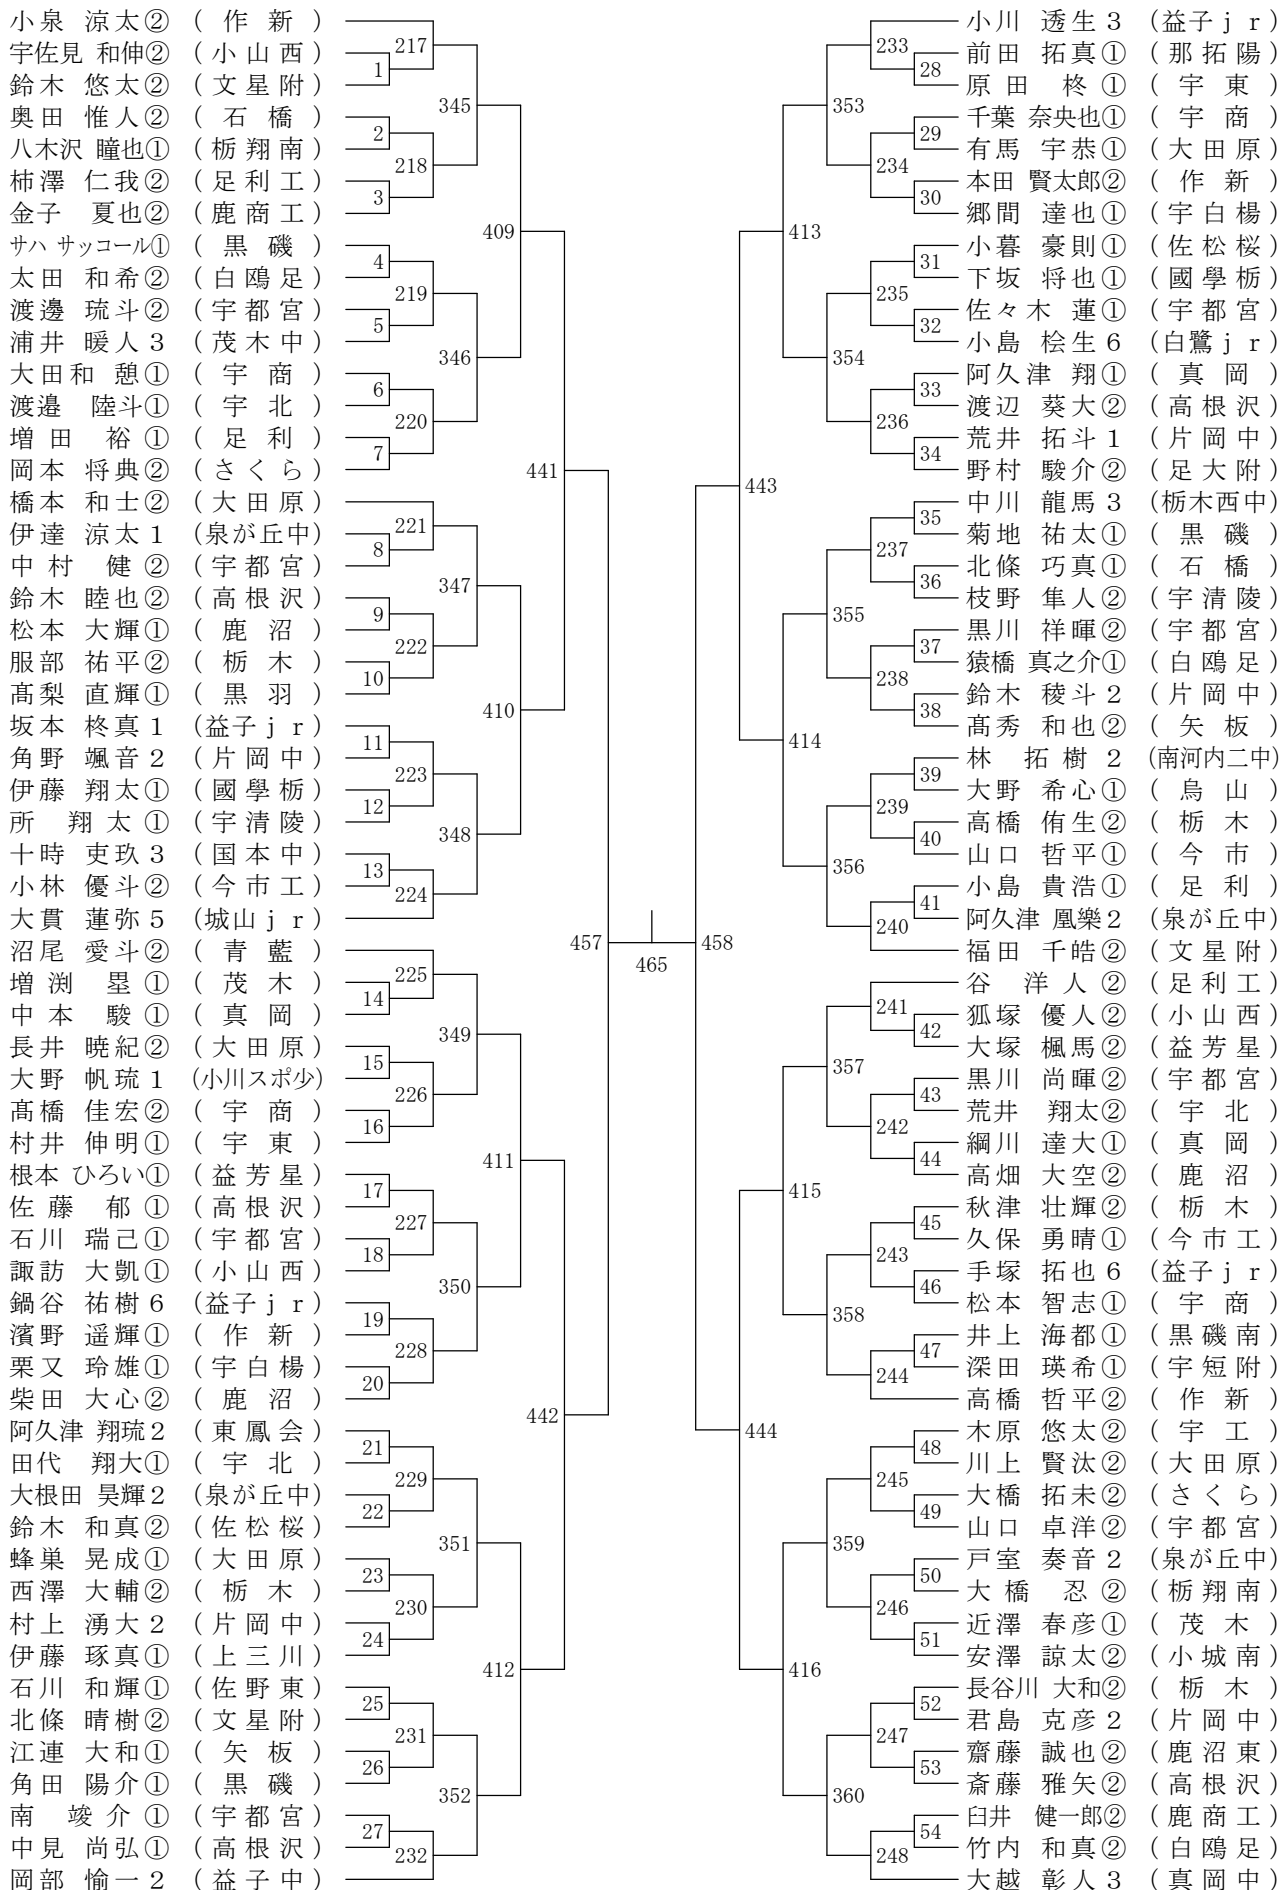 小泉 涼太② ( 作 新 )
宇佐見 和伸② ( 小 山 西 )
鈴木 悠太② ( 文 星 附 )
奥田 惟人② ( 石 橋 )
八木沢 瞳也① ( 栃 翔 南 )
柿澤 仁我② ( 足 利 工 )
金子 夏也② ( 鹿 商 工 )
サハ サッコール① ( 黒 磯 )
太田 和希② ( 白 鴎 足 )
渡邊 琉斗② ( 宇 都 宮 )
浦井 暖人３ ( 茂 木 中 )
大田和 憩① ( 宇 商 )
渡邉 陸斗① ( 宇 北 )
増田 裕① ( 足 利 )
岡本 将典② ( さ く ら )
橋本 和士② ( 大 田 原 )
伊達 涼太１ (泉が丘中)
中村 健② ( 宇 都 宮 )
鈴木 睦也② ( 高 根 沢 )
松本 大輝① ( 鹿 沼 )
服部 祐平② ( 栃 木 )
髙梨 直輝① ( 黒 羽 )
坂本 柊真１ (益子ｊｒ)
角野 颯音２ ( 片 岡 中 )
伊藤 翔太① ( 國 學 栃 )
所 翔太① ( 宇 清 陵 )
十時 吏玖３ ( 国 本 中 )
小林 優斗② ( 今 市 工 )
大貫 蓮弥５ (城山ｊｒ)
沼尾 愛斗② ( 青 藍 )
増渕 塁① ( 茂 木 )
中本 駿① ( 真 岡 )
長井 暁紀② ( 大 田 原 )
大野 帆琉１ (小川スポ少)
髙橋 佳宏② ( 宇 商 )
村井 伸明① ( 宇 東 )
根本 ひろい① ( 益 芳 星 )
佐藤 郁① ( 高 根 沢 )
石川 瑞己① ( 宇 都 宮 )
諏訪 大凱① ( 小 山 西 )
鍋谷 祐樹６ (益子ｊｒ)
濱野 遥輝① ( 作 新 )
栗又 玲雄① ( 宇 白 楊 )
柴田 大心② ( 鹿 沼 )
阿久津 翔琉２ ( 東 鳳 会 )
田代 翔大① ( 宇 北 )
大根田 昊輝２ (泉が丘中)
鈴木 和真② ( 佐 松 桜 )
蜂巣 晃成① ( 大 田 原 )
西澤 大輔② ( 栃 木 )
村上 湧大２ ( 片 岡 中 )
伊藤 琢真① ( 上 三 川 )
石川 和輝① ( 佐 野 東 )
北條 晴樹② ( 文 星 附 )
江連 大和① ( 矢 板 )
角田 陽介① ( 黒 磯 )
南 竣介① ( 宇 都 宮 )
中見 尚弘① ( 高 根 沢 )
岡部 愉一２ ( 益 子 中 )
217
1
345
2
218
3
409
4
219
5
346
6
220
7
441
221
8
347
9
222
10
410
11
223
12
348
13
224
457
225
14
349
15
226
16
411
17
227
18
350
19
228
20
442
21
229
22
351
23
230
24
412
25
231
26
352
27
232
465
458
233
28
353
29
234
30
413
31
235
32
354
33
236
34
443
35
237
36
355
37
238
38
414
39
239
40
356
41
240
241
42
357
43
242
44
415
45
243
46
358
47
244
444
48
245
49
359
50
246
51
416
52
247
53
360
54
248
小川 透生３ (益子ｊｒ)
前田 拓真① ( 那 拓 陽 )
原田 柊① ( 宇 東 )
千葉 奈央也① ( 宇 商 )
有馬 宇恭① ( 大 田 原 )
本田 賢太郎② ( 作 新 )
郷間 達也① ( 宇 白 楊 )
小暮 豪則① ( 佐 松 桜 )
下坂 将也① ( 國 學 栃 )
佐々木 蓮① ( 宇 都 宮 )
小島 桧生６ (白鷺ｊｒ)
阿久津 翔① ( 真 岡 )
渡辺 葵大② ( 高 根 沢 )
荒井 拓斗１ ( 片 岡 中 )
野村 駿介② ( 足 大 附 )
中川 龍馬３ (栃木西中)
菊地 祐太① ( 黒 磯 )
北條 巧真① ( 石 橋 )
枝野 隼人② ( 宇 清 陵 )
黒川 祥暉② ( 宇 都 宮 )
猿橋 真之介① ( 白 鴎 足 )
鈴木 稜斗２ ( 片 岡 中 )
髙秀 和也② ( 矢 板 )
林 拓樹２ (南河内二中)
大野 希心① ( 烏 山 )
高橋 侑生② ( 栃 木 )
山口 哲平① ( 今 市 )
小島 貴浩① ( 足 利 )
阿久津 凰樂２ (泉が丘中)
福田 千皓② ( 文 星 附 )
谷 洋人② ( 足 利 工 )
狐塚 優人② ( 小 山 西 )
大塚 楓馬② ( 益 芳 星 )
黒川 尚暉② ( 宇 都 宮 )
荒井 翔太② ( 宇 北 )
綱川 達大① ( 真 岡 )
高畑 大空② ( 鹿 沼 )
秋津 壮輝② ( 栃 木 )
久保 勇晴① ( 今 市 工 )
手塚 拓也６ (益子ｊｒ)
松本 智志① ( 宇 商 )
井上 海都① ( 黒 磯 南 )
深田 瑛希① ( 宇 短 附 )
高橋 哲平② ( 作 新 )
木原 悠太② ( 宇 工 )
川上 賢汰② ( 大 田 原 )
大橋 拓未② ( さ く ら )
山口 卓洋② ( 宇 都 宮 )
戸室 奏音２ (泉が丘中)
大橋 忍② ( 栃 翔 南 )
近澤 春彦① ( 茂 木 )
安澤 諒太② ( 小 城 南 )
長谷川 大和② ( 栃 木 )
君島 克彦２ ( 片 岡 中 )
齋藤 誠也② ( 鹿 沼 東 )
斎藤 雅矢② ( 高 根 沢 )
臼井 健一郎② ( 鹿 商 工 )
竹内 和真② ( 白 鴎 足 )
大越 彰人３ ( 真 岡 中 )